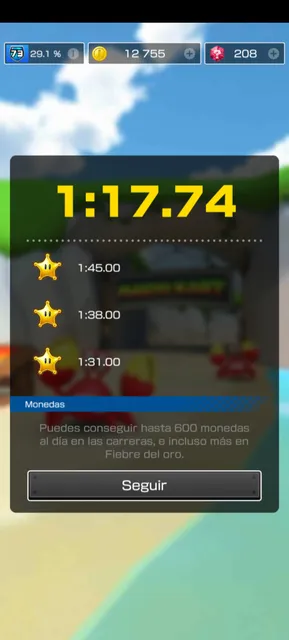 73 29.1 % i 12 755 + 208 +
1:17.74
1:45.00
1:38.00
1:31.00
Monedas
Puedes conseguir hasta 600 monedas
al día en las carreras, e incluso más en
Fiebre del oro.
Seguir